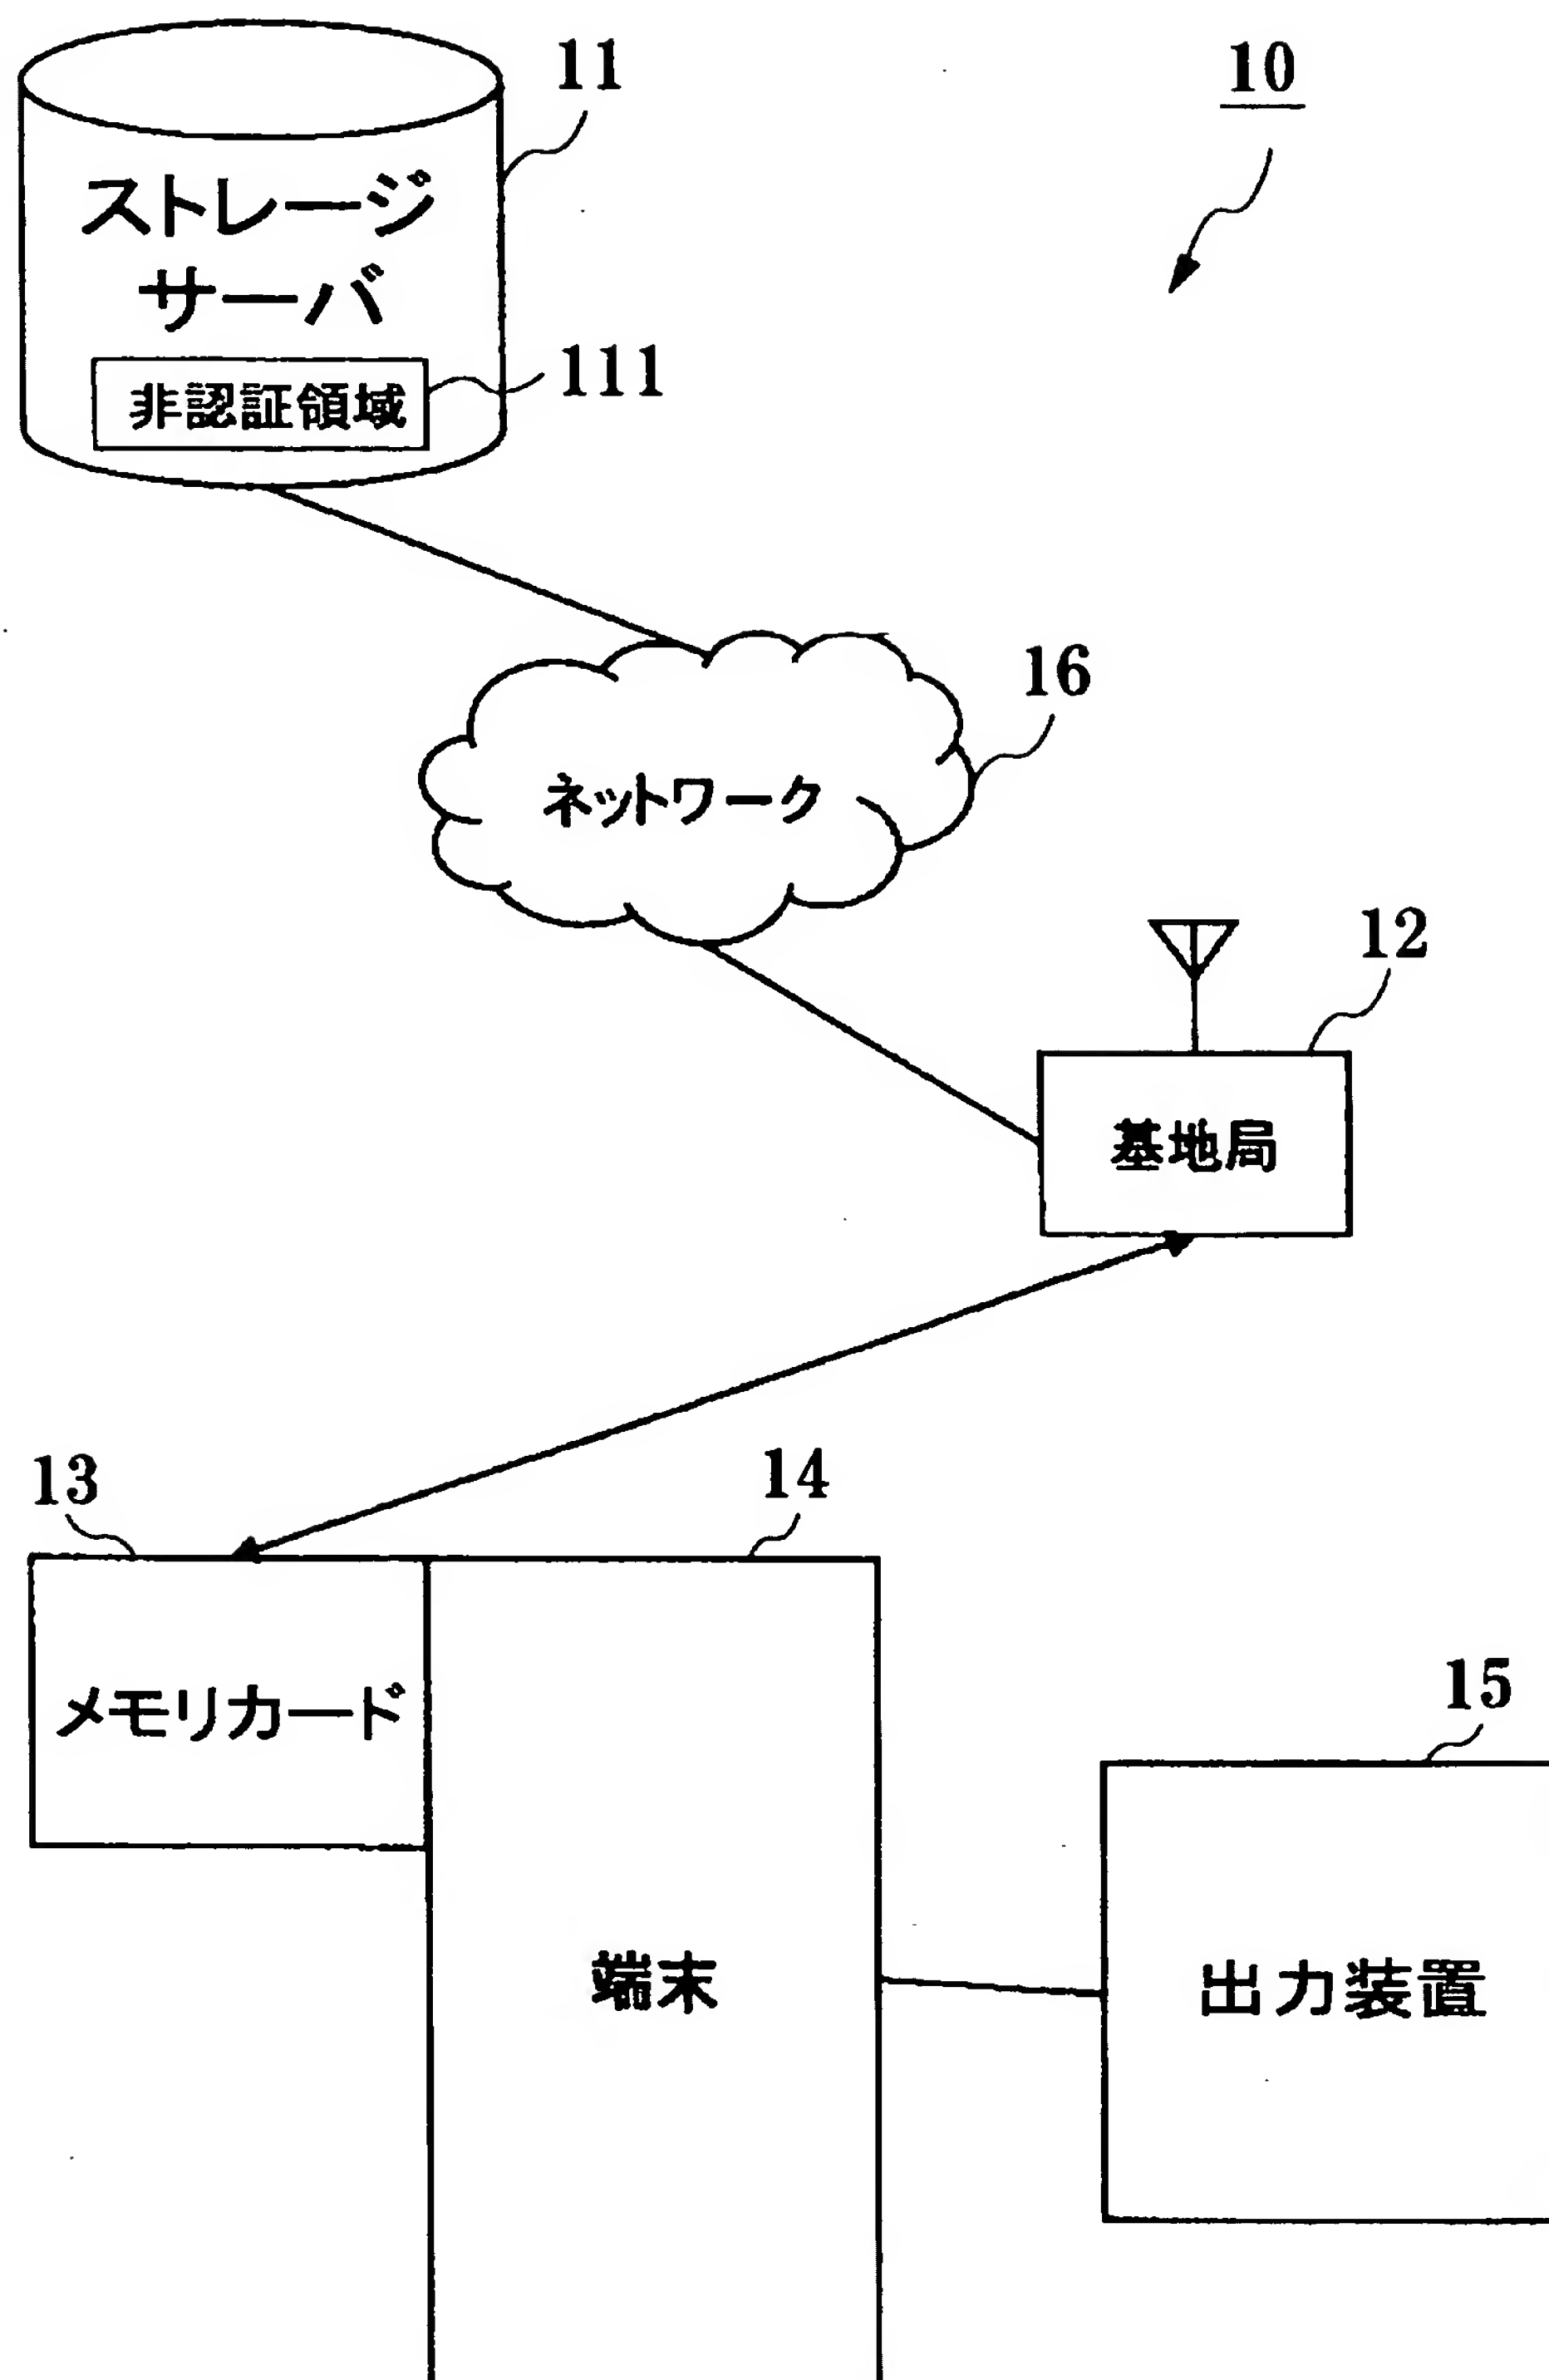 11
10
ストレージ
サーバ
111
非認証領域
16
ネットワーク
12
基地局
13
14
メモリカード
15
端末
出力装置